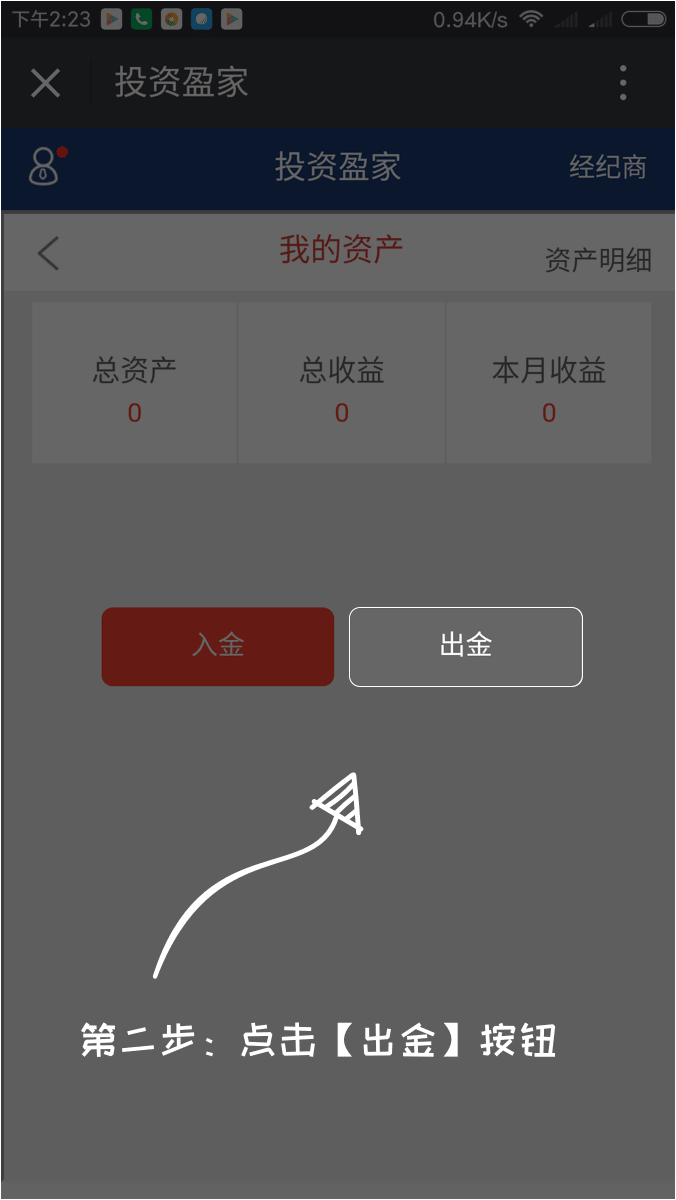 下午2:23 0.94K/s
投资盈家
投资盈家 经纪商
我的资产 资产明细
总资产 总收益 本月收益
0 0 0
入金 出金
第二步：点击【出金】按钮